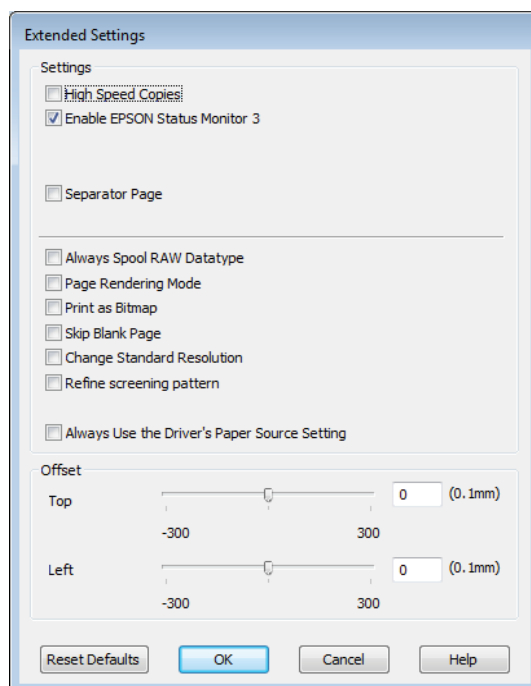 Extended Settings
Settings
High Speed Copies
Enable EPSON Status Monitor 3
Separator Page
Always Spool RAW Datatype
Page Rendering Mode
Print as Bitmap
Skip Blank Page
Change Standard Resolution
Refine screening pattern
Always Use the Driver's Paper Source Setting
Offset
Top 0 (0.1mm)
-300 300
Left 0 (0.1mm)
-300 300
Reset Defaults OK Cancel Help